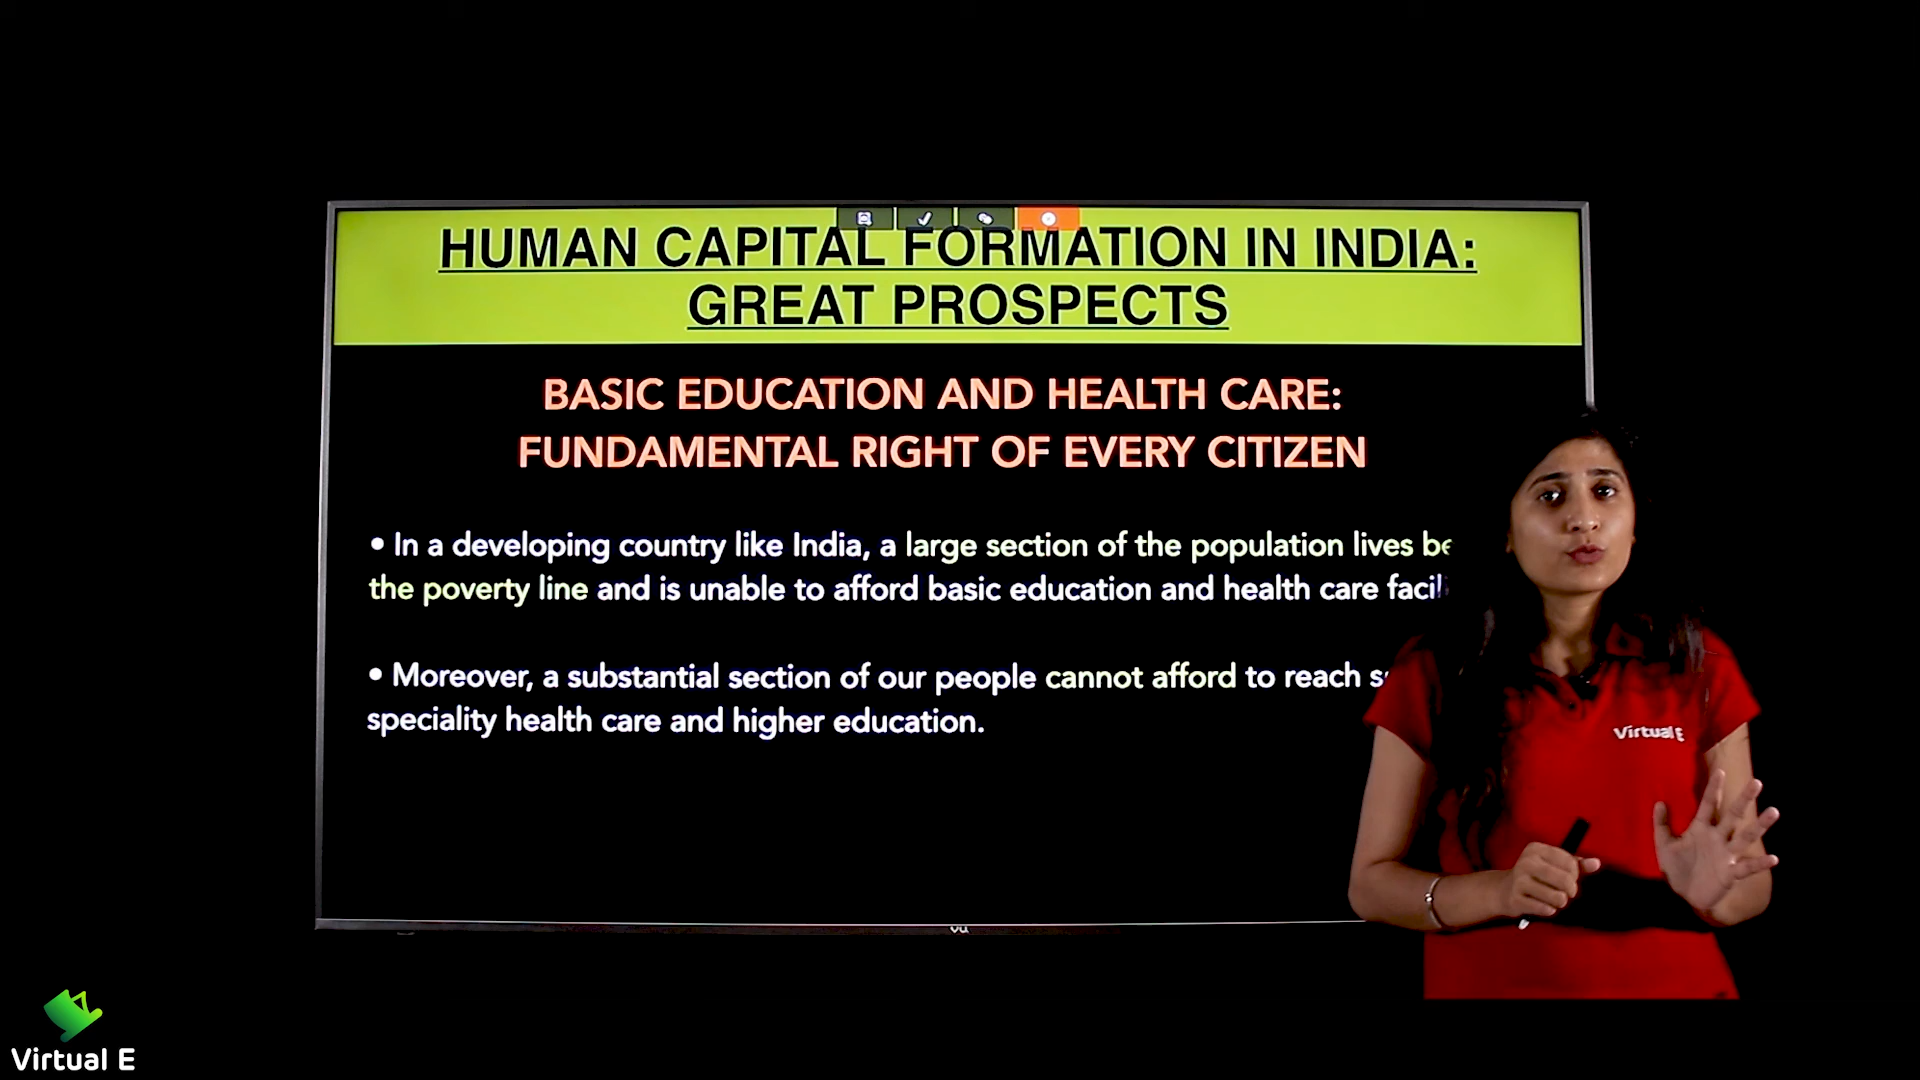 HUMAN CAPITAL FORMATION IN INDIA:
GREAT PROSPECTS
BASIC EDUCATION AND HEALTH CARE:
FUNDAMENTAL RIGHT OF EVERY CITIZEN
• In a developing country like India, a large section of the population lives
the poverty line and is unable to afford basic education and health care
• Moreover, a substantial section of our people cannot afford to reach
speciality health care and higher education.
Virtual E
vu
Virtual E